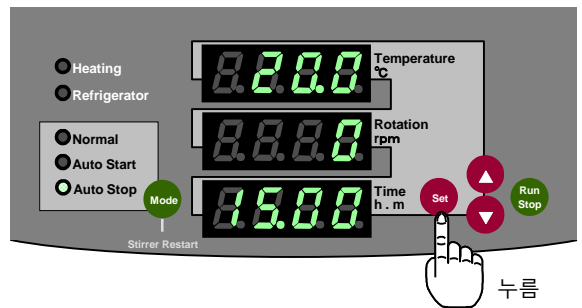 Heating
Refrigerator
Normal
Auto Start
Auto Stop
Mode
Stirrer Restart
20.0
Temperature
℃
0
Rotation
rpm
15.00
Time
h . m
Set
Run
Stop
누름